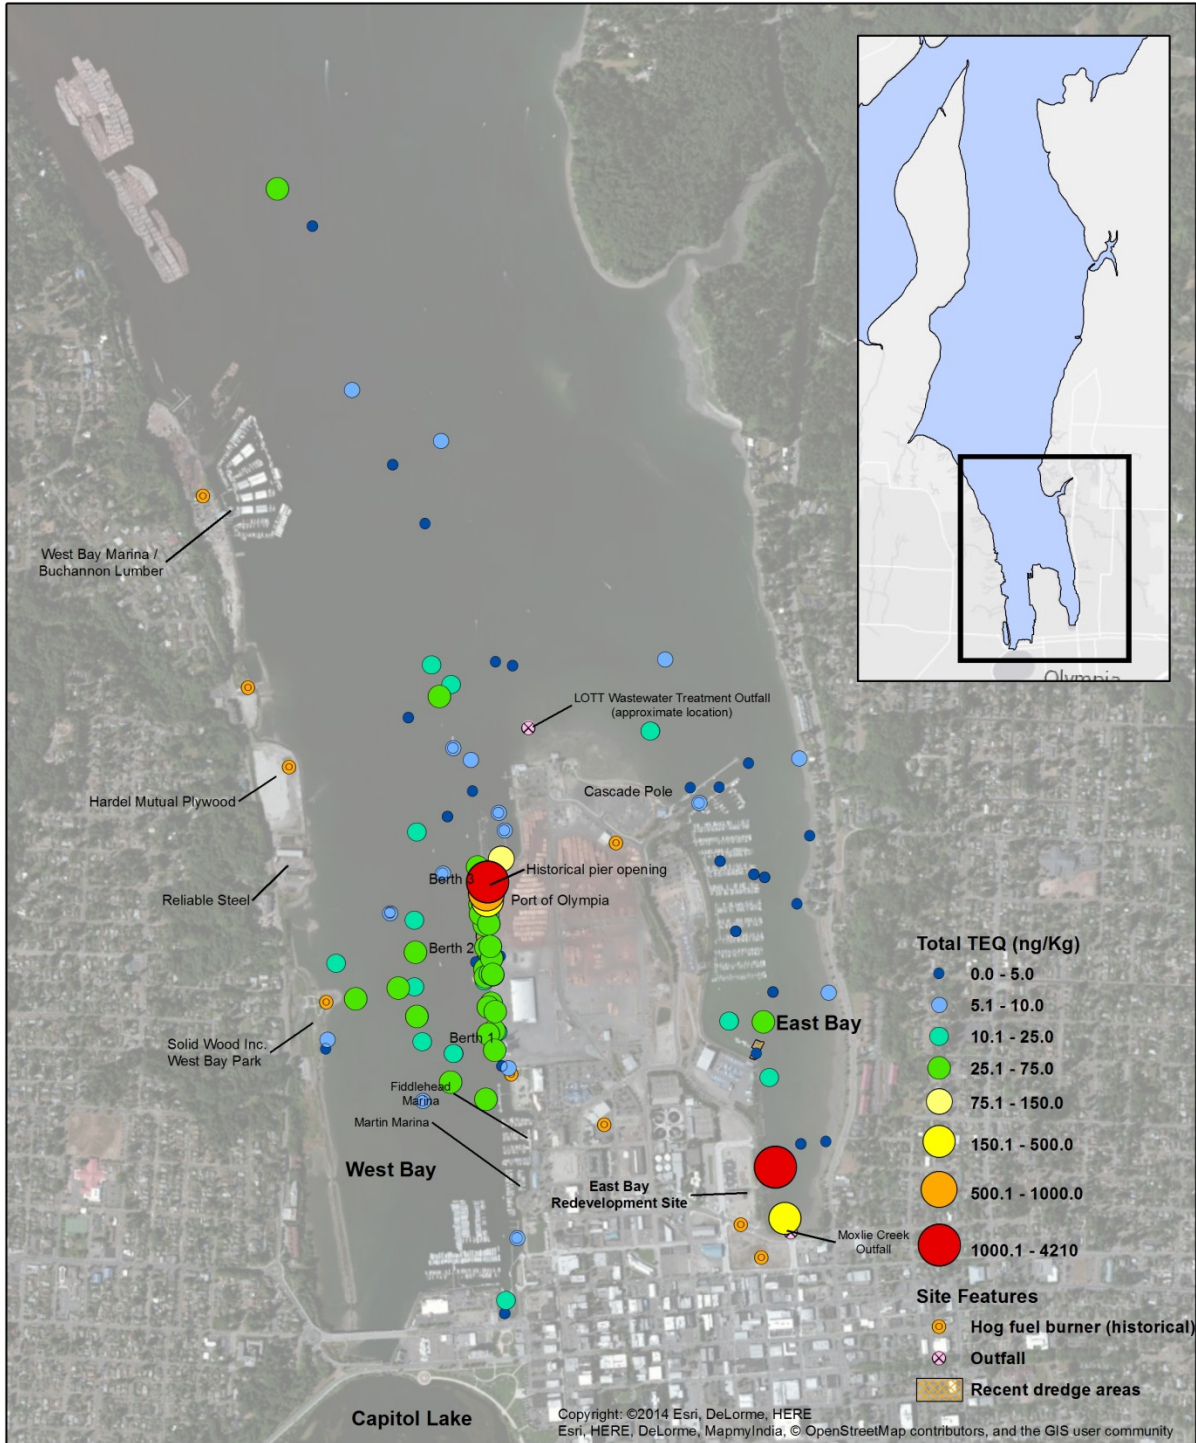 Olympia
West Bay Marina /
Buchannon Lumber
LOTT Wastewater Treatment Outfall
(approximate location)
Hardel Mutual Plywood
Cascade Pole
Historical pier opening
Berth 3
Reliable Steel
Port of Olympia
Berth 2
East Bay
Berth 1
Solid Wood Inc.
West Bay Park
Fiddlehead
Marina
Martin Marina
West Bay
East Bay
Redevelopment Site
Moxlie Creek
Outfall
Capitol Lake
Total TEQ (ng/Kg)
0.0 - 5.0
5.1 - 10.0
10.1 - 25.0
25.1 - 75.0
75.1 - 150.0
150.1 - 500.0
500.1 - 1000.0
1000.1 - 4210
Site Features
Hog fuel burner (historical)
Outfall
Recent dredge areas
Copyright: ©2014 Esri, DeLorme, HERE
Esri, HERE, DeLorme, MapmyIndia, © OpenStreetMap contributors, and the GIS user community